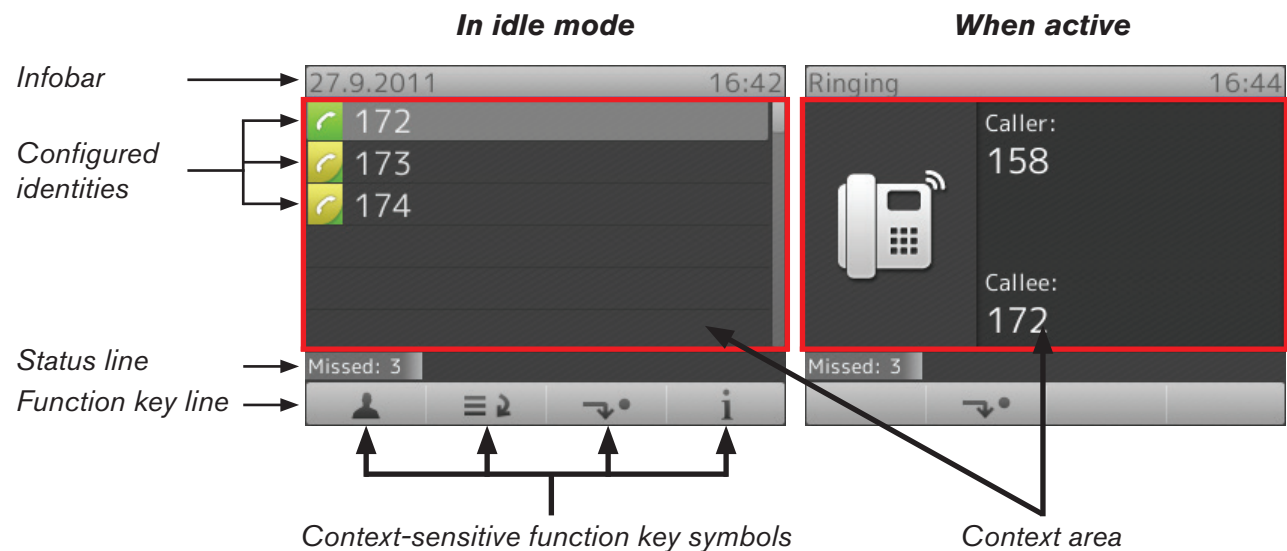 In idle mode
When active
Infobar
27.9.2011 16:42
Ringing 16:44
Configured
identities
172
173
174
Caller:
158
Callee:
172
Status line
Missed: 3
Missed: 3
Function key line
i
Context-sensitive function key symbols
Context area